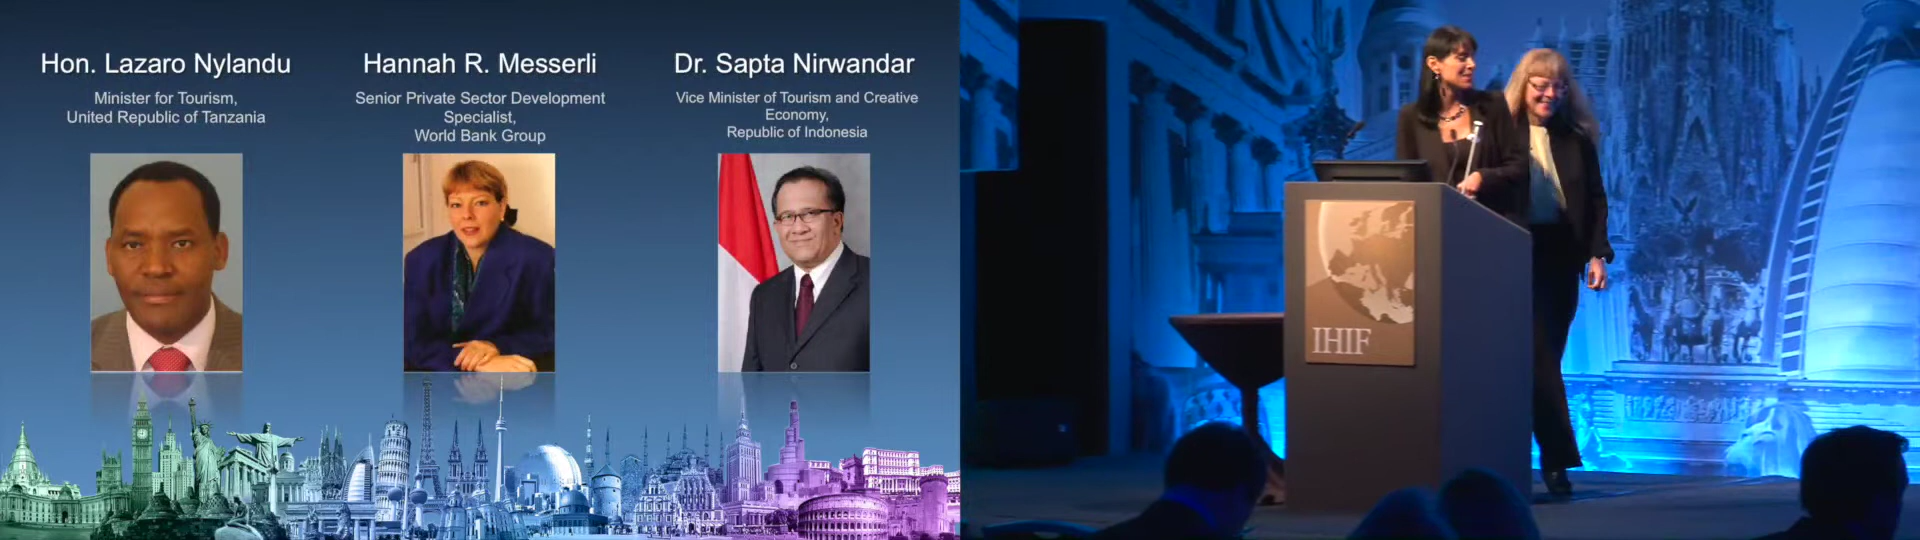 Hon. Lazaro Nylandu
Minister for Tourism,
United Republic of Tanzania
Hannah R. Messerli
Senior Private Sector Development
Specialist,
World Bank Group
Dr. Sapta Nirwandar
Vice Minister of Tourism and Creative
Economy,
Republic of Indonesia
IHIF